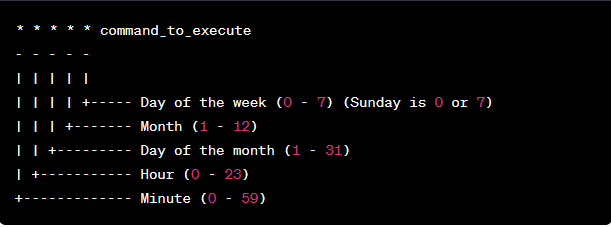 * * * * * command_to_execute
- - - - -
| | | | |
| | | | +----- Day of the week (0 - 7) (Sunday is 0 or 7)
| | | +------- Month (1 - 12)
| | +--------- Day of the month (1 - 31)
| +----------- Hour (0 - 23)
+------------- Minute (0 - 59)